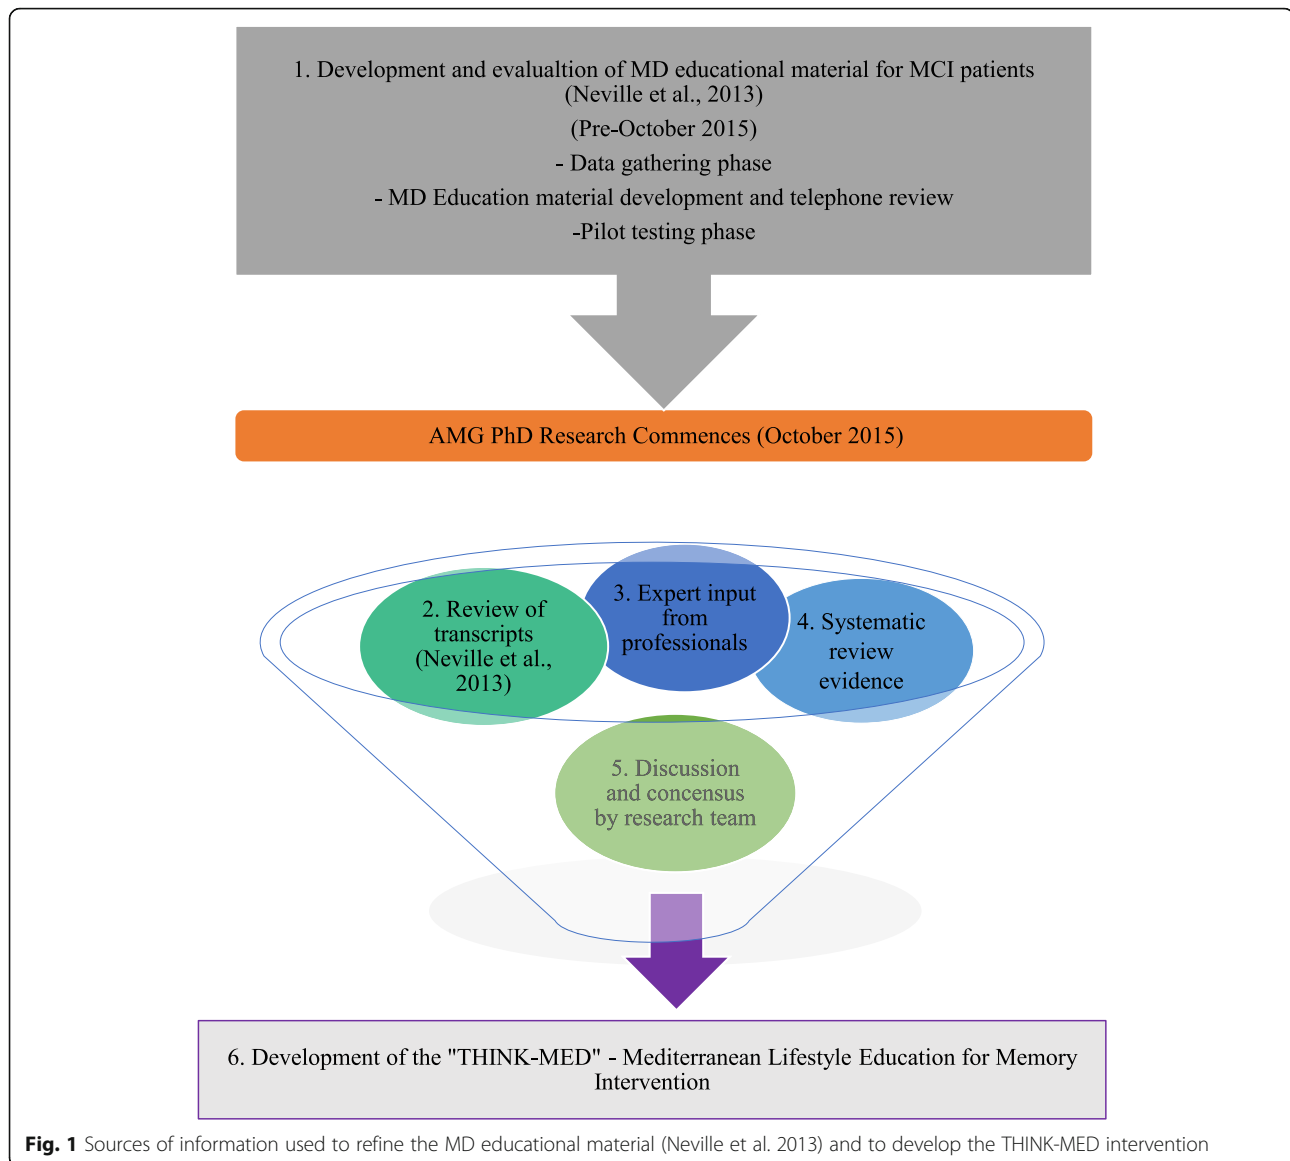 1. Development and evalualtion of MD educational material for MCI patients
(Neville et al., 2013)
(Pre-October 2015)
- Data gathering phase
- MD Education material development and telephone review
-Pilot testing phase
AMG PhD Research Commences (October 2015)
2. Review of
transcripts
(Neville et al.,
2013)
3. Expert input
from
professionals
4. Systematic
review
evidence
5. Discussion
and concensus
by research team
6. Development of the "THINK-MED" - Mediterranean Lifestyle Education for Memory
Intervention
Fig. 1 Sources of information used to refine the MD educational material (Neville et al. 2013) and to develop the THINK-MED intervention